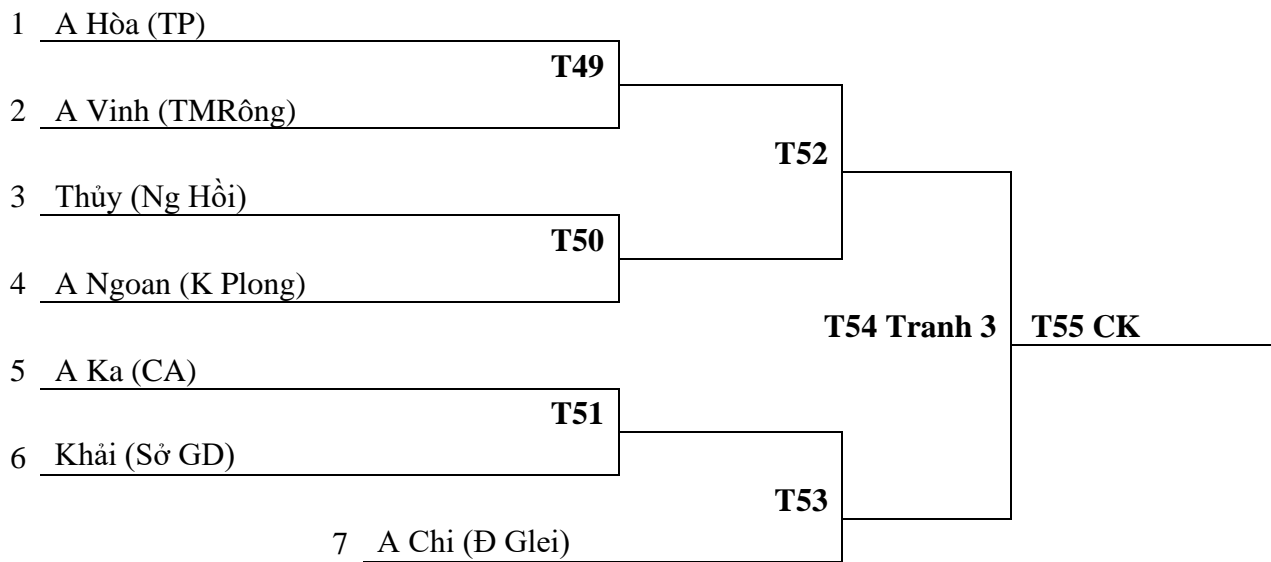 1 A Hòa (TP)
T49
2 A Vinh (TMRông)
T52
3 Thủy (Ng Hồi)
T50
4 A Ngoan (K Plong)
T54 Tranh 3 T55 CK
5 A Ka (CA)
T51
6 Khải (Sở GD)
T53
7 A Chi (Đ Glei)